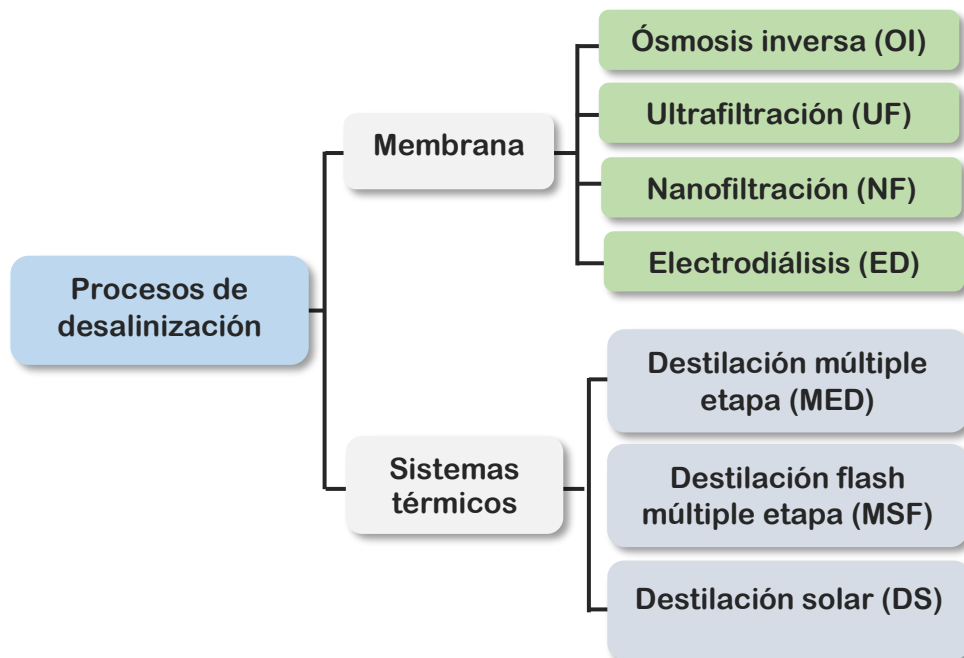 Procesos de
desalinización
Membrana
Ósmosis inversa (OI)
Ultrafiltración (UF)
Nanofiltración (NF)
Electrodiálisis (ED)
Sistemas
térmicos
Destilación múltiple
etapa (MED)
Destilación flash
múltiple etapa (MSF)
Destilación solar (DS)